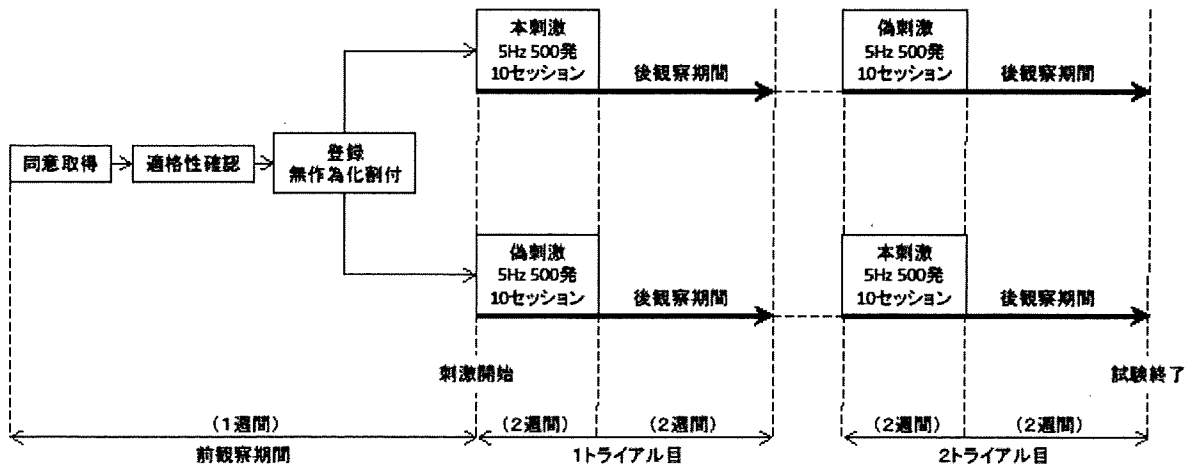 本刺激
5Hz 500発
10セッション
後観察期間
偽刺激
5Hz 500発
10セッション
後観察期間
同意取得
適格性確認
登録
無作為化割付
偽刺激
5Hz 500発
10セッション
後観察期間
本刺激
5Hz 500発
10セッション
後観察期間
刺激開始
試験終了
(1週間)
(2週間)
(2週間)
(2週間)
(2週間)
前観察期間
1トライアル目
2トライアル目